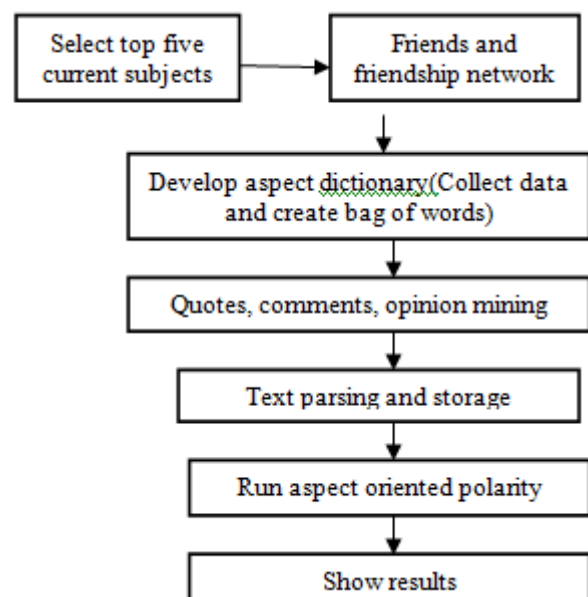 Select top five
current subjects
Friends and
friendship network
Develop aspect dictionary(Collect data
and create bag of words)
Quotes, comments, opinion mining
Text parsing and storage
Run aspect oriented polarity
Show results